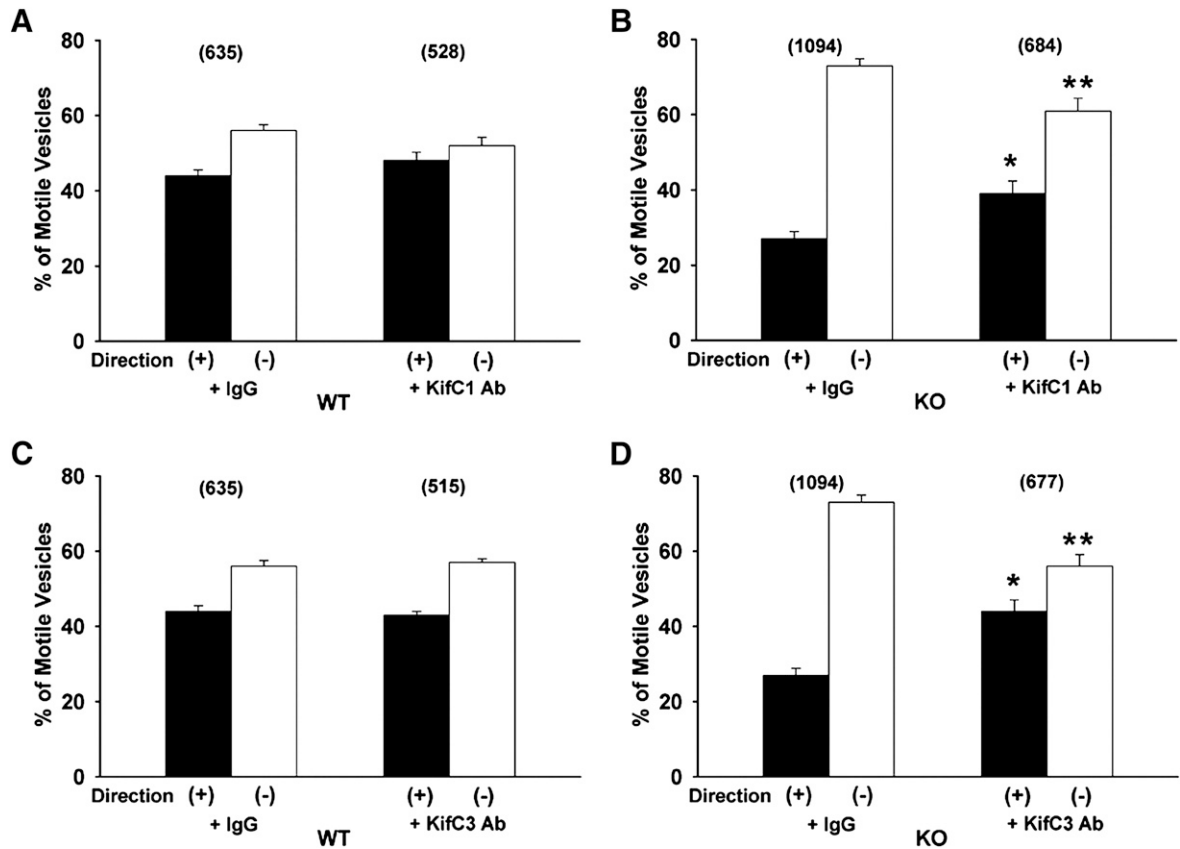 A
80
60
40
20
0
% of Motile Vesicles
(635) (528)
Direction (+) (-) (+) (-)
+ IgG + KifC1 Ab
WT
B
80
60
40
20
0
% of Motile Vesicles
(1094) (684)
* **
Direction (+) (-) (+) (-)
+ IgG + KifC1 Ab
KO
C
80
60
40
20
0
% of Motile Vesicles
(635) (515)
Direction (+) (-) (+) (-)
+ IgG + KifC3 Ab
WT
D
80
60
40
20
0
% of Motile Vesicles
(1094) (677)
* **
Direction (+) (-) (+) (-)
+ IgG + KifC3 Ab
KO